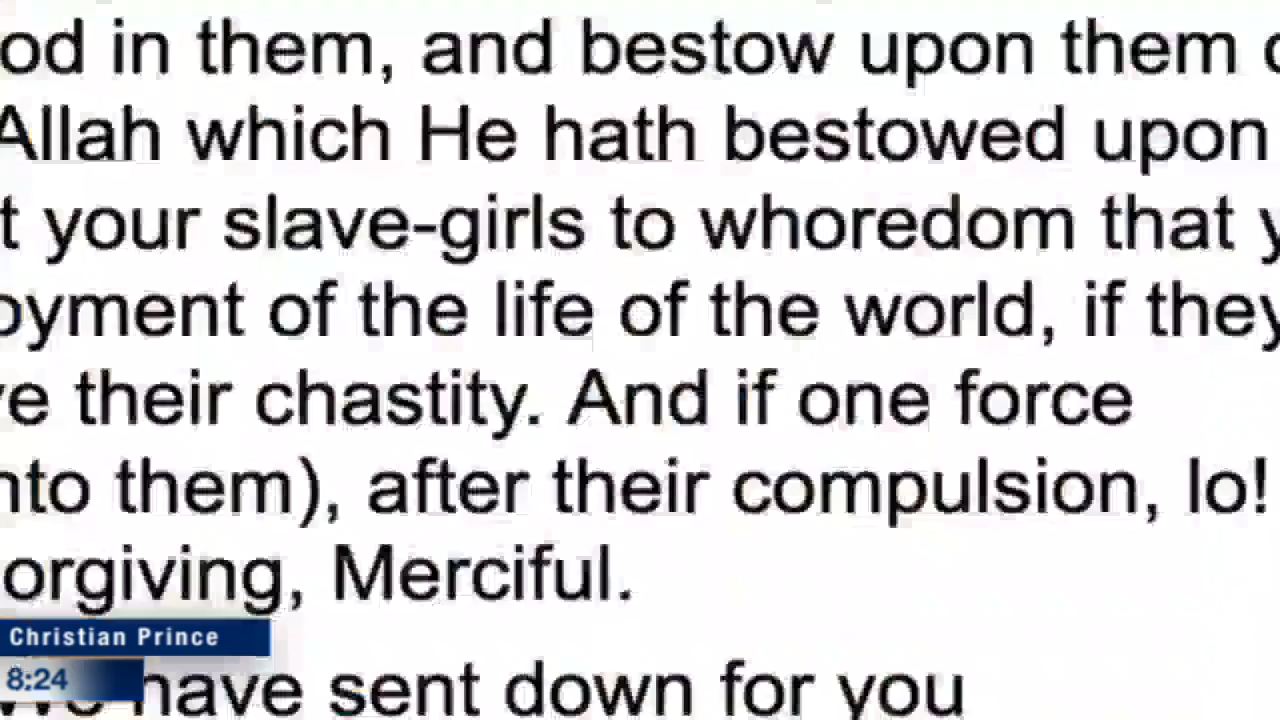 od in them, and bestow upon them
Allah which He hath bestowed upon
t your slave-girls to whoredom that y
oyment of the life of the world, if they
ve their chastity. And if one force
nto them), after their compulsion, lo!
orgiving, Merciful.
Christian Prince
8:24
We have sent down for you